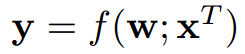 y = f(w; x^T)